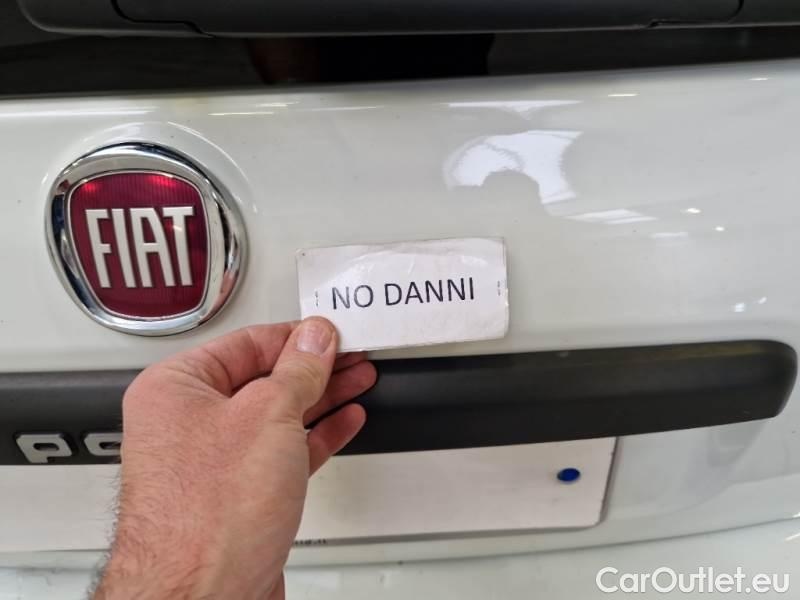 FIAT
NO DANNI
CarOutlet.eu